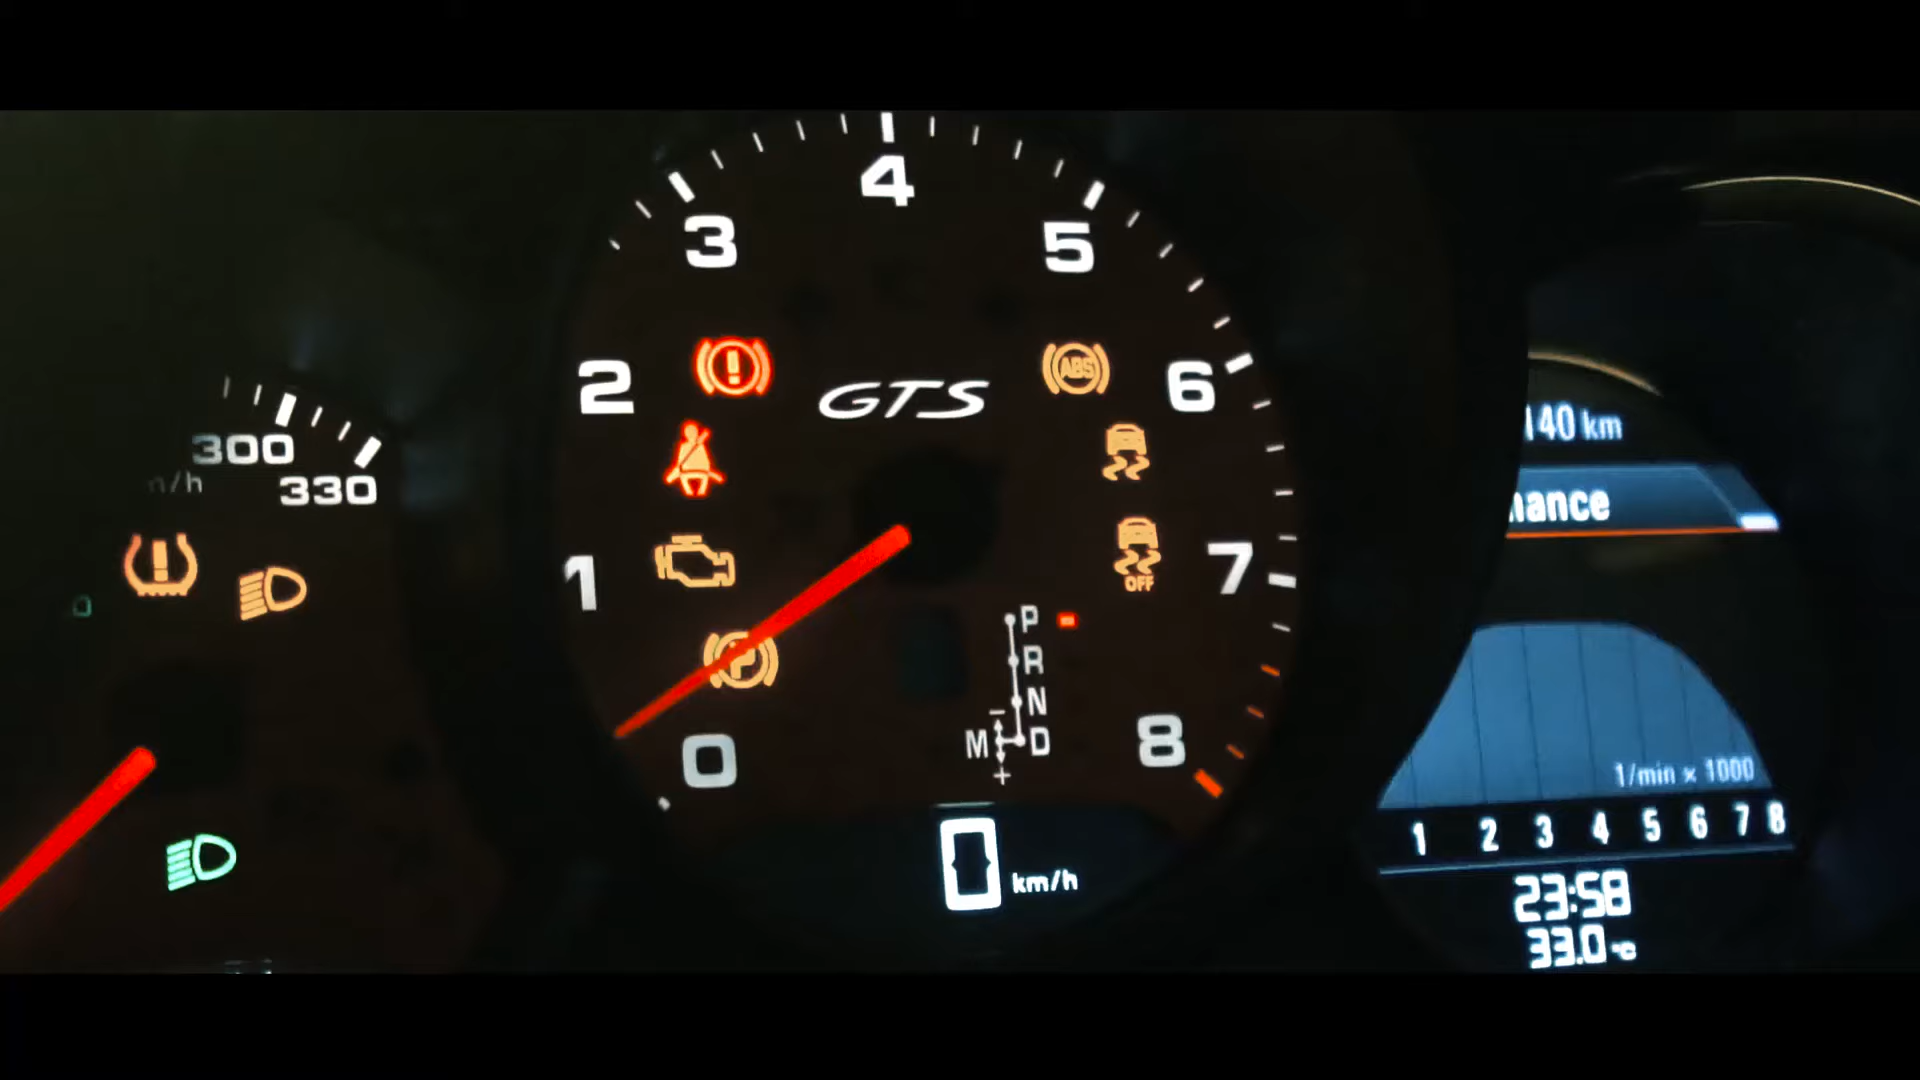 4
3
5
2
GTS
ABS
6
300
n/h
330
140 km
nance
1
OFF
7
P
R
N
M D
- +
P
0
8
0 km/h
1/min x 1000
1 2 3 4 5 6 7 8
23:58
33.0 °C